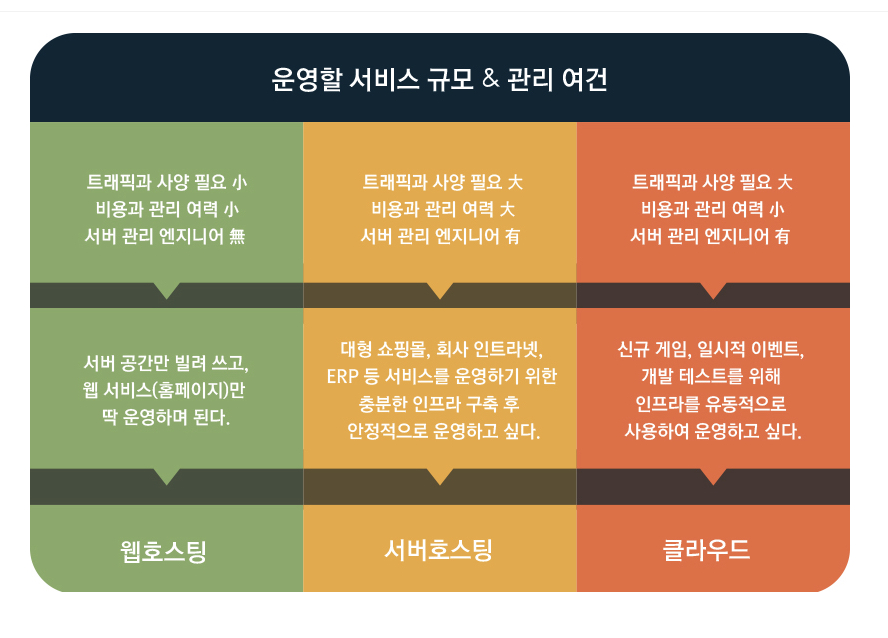 운영할 서비스 규모 & 관리 여건
트래픽과 사양 필요 小
비용과 관리 여력 小
서버 관리 엔지니어 無
트래픽과 사양 필요 大
비용과 관리 여력 大
서버 관리 엔지니어 有
트래픽과 사양 필요 大
비용과 관리 여력 小
서버 관리 엔지니어 有
서버 공간만 빌려 쓰고,
웹 서비스(홈페이지)만
딱 운영하며 된다.
대형 쇼핑몰, 회사 인트라넷,
ERP 등 서비스를 운영하기 위한
충분한 인프라 구축 후
안정적으로 운영하고 싶다.
신규 게임, 일시적 이벤트,
개발 테스트를 위해
인프라를 유동적으로
사용하여 운영하고 싶다.
웹호스팅
서버호스팅
클라우드